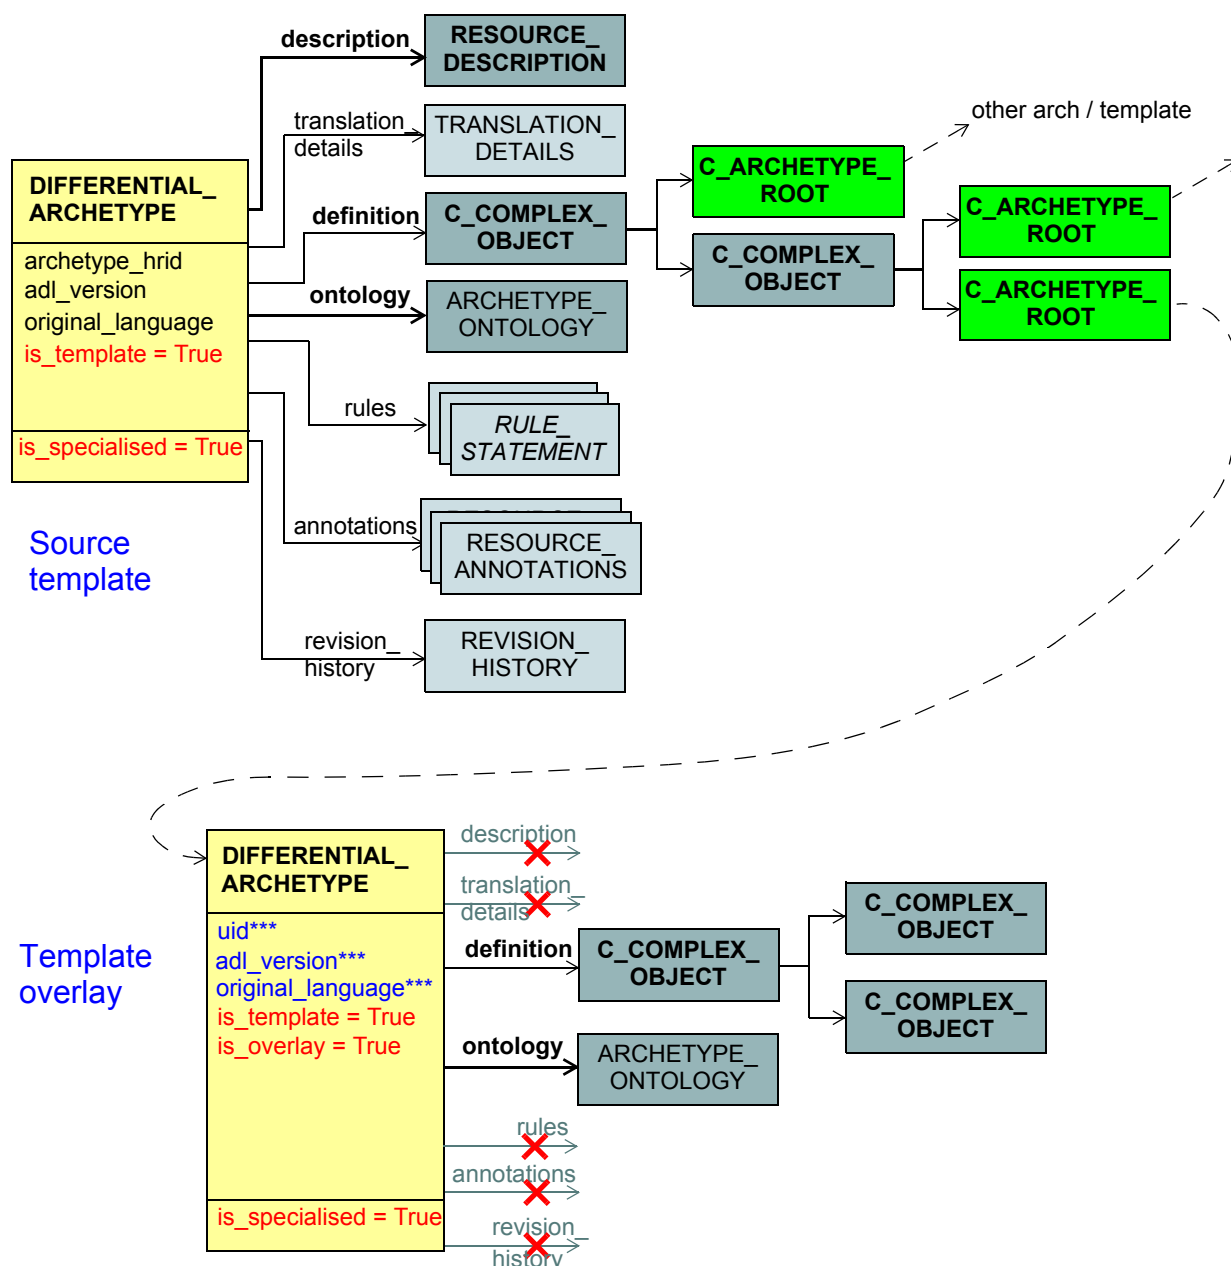 description
RESOURCE_
DESCRIPTION
translation_
details
TRANSLATION_
DETAILS
other arch / template
DIFFERENTIAL_
ARCHETYPE
archetype_hrid
adl_version
original_language
is_template = True
is_specialised = True
definition
C_COMPLEX_
OBJECT
C_ARCHETYPE_
ROOT
C_COMPLEX_
OBJECT
C_ARCHETYPE_
ROOT
C_ARCHETYPE_
ROOT
ontology
ARCHETYPE_
ONTOLOGY
rules
RULE_
STATEMENT
Source
template
annotations
RESOURCE_
ANNOTATIONS
revision_
history
REVISION_
HISTORY
Template
overlay
DIFFERENTIAL_
ARCHETYPE
uid***
adl_version***
original_language***
is_template = True
is_overlay = True
is_specialised = True
description
translation_
details
definition
C_COMPLEX_
OBJECT
C_COMPLEX_
OBJECT
C_COMPLEX_
OBJECT
ontology
ARCHETYPE_
ONTOLOGY
rules
annotations
revision_
history